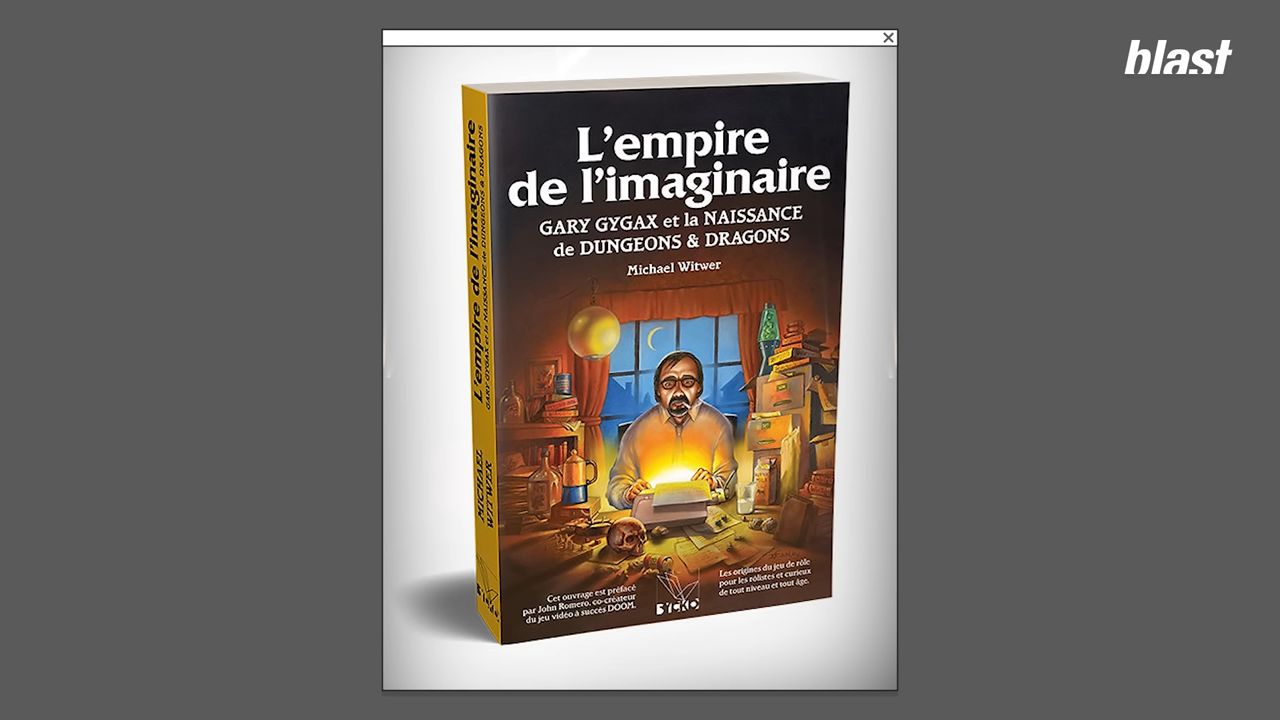 blast
L'empire
de l'imaginaire
GARY GYGAX et la NAISSANCE
de DUNGEONS & DRAGONS
Michael Witwer
Cet ouvrage est préfacé
par John Romero, co-créateur
du jeu vidéo à succès DOOM.
Les origines du jeu de rôle
pour les rôlistes et curieux
de tout niveau et tout âge.
SYCKO
L'empire de l'imaginaire
GARY GYGAX et la NAISSANCE de DUNGEONS & DRAGONS
MICHAEL
WITWER